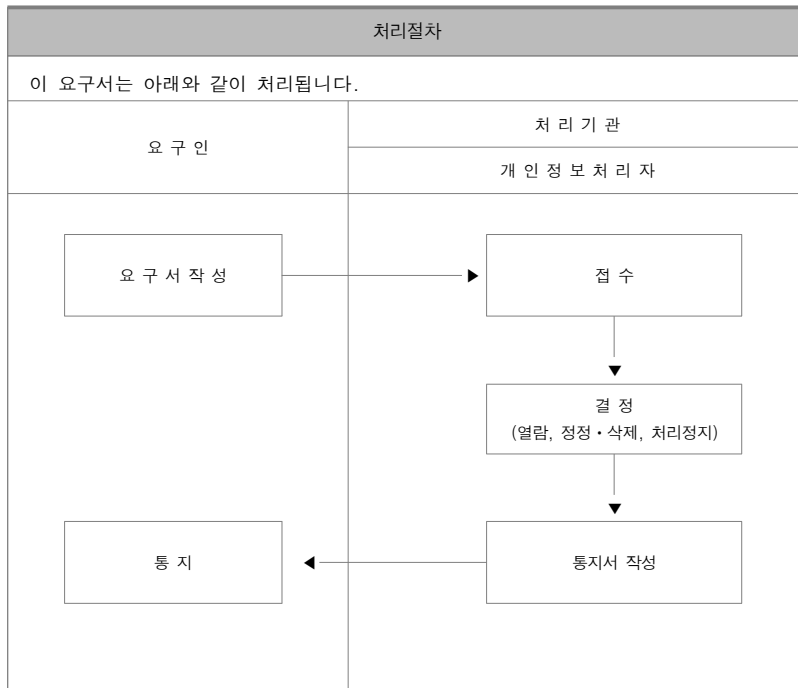 처리절차
이 요구서는 아래와 같이 처리됩니다.
요 구 인
처 리 기 관
개 인 정 보 처 리 자
요 구 서 작 성
접 수
결 정
(열람, 정정・삭제, 처리정지)
통 지
통지서 작성